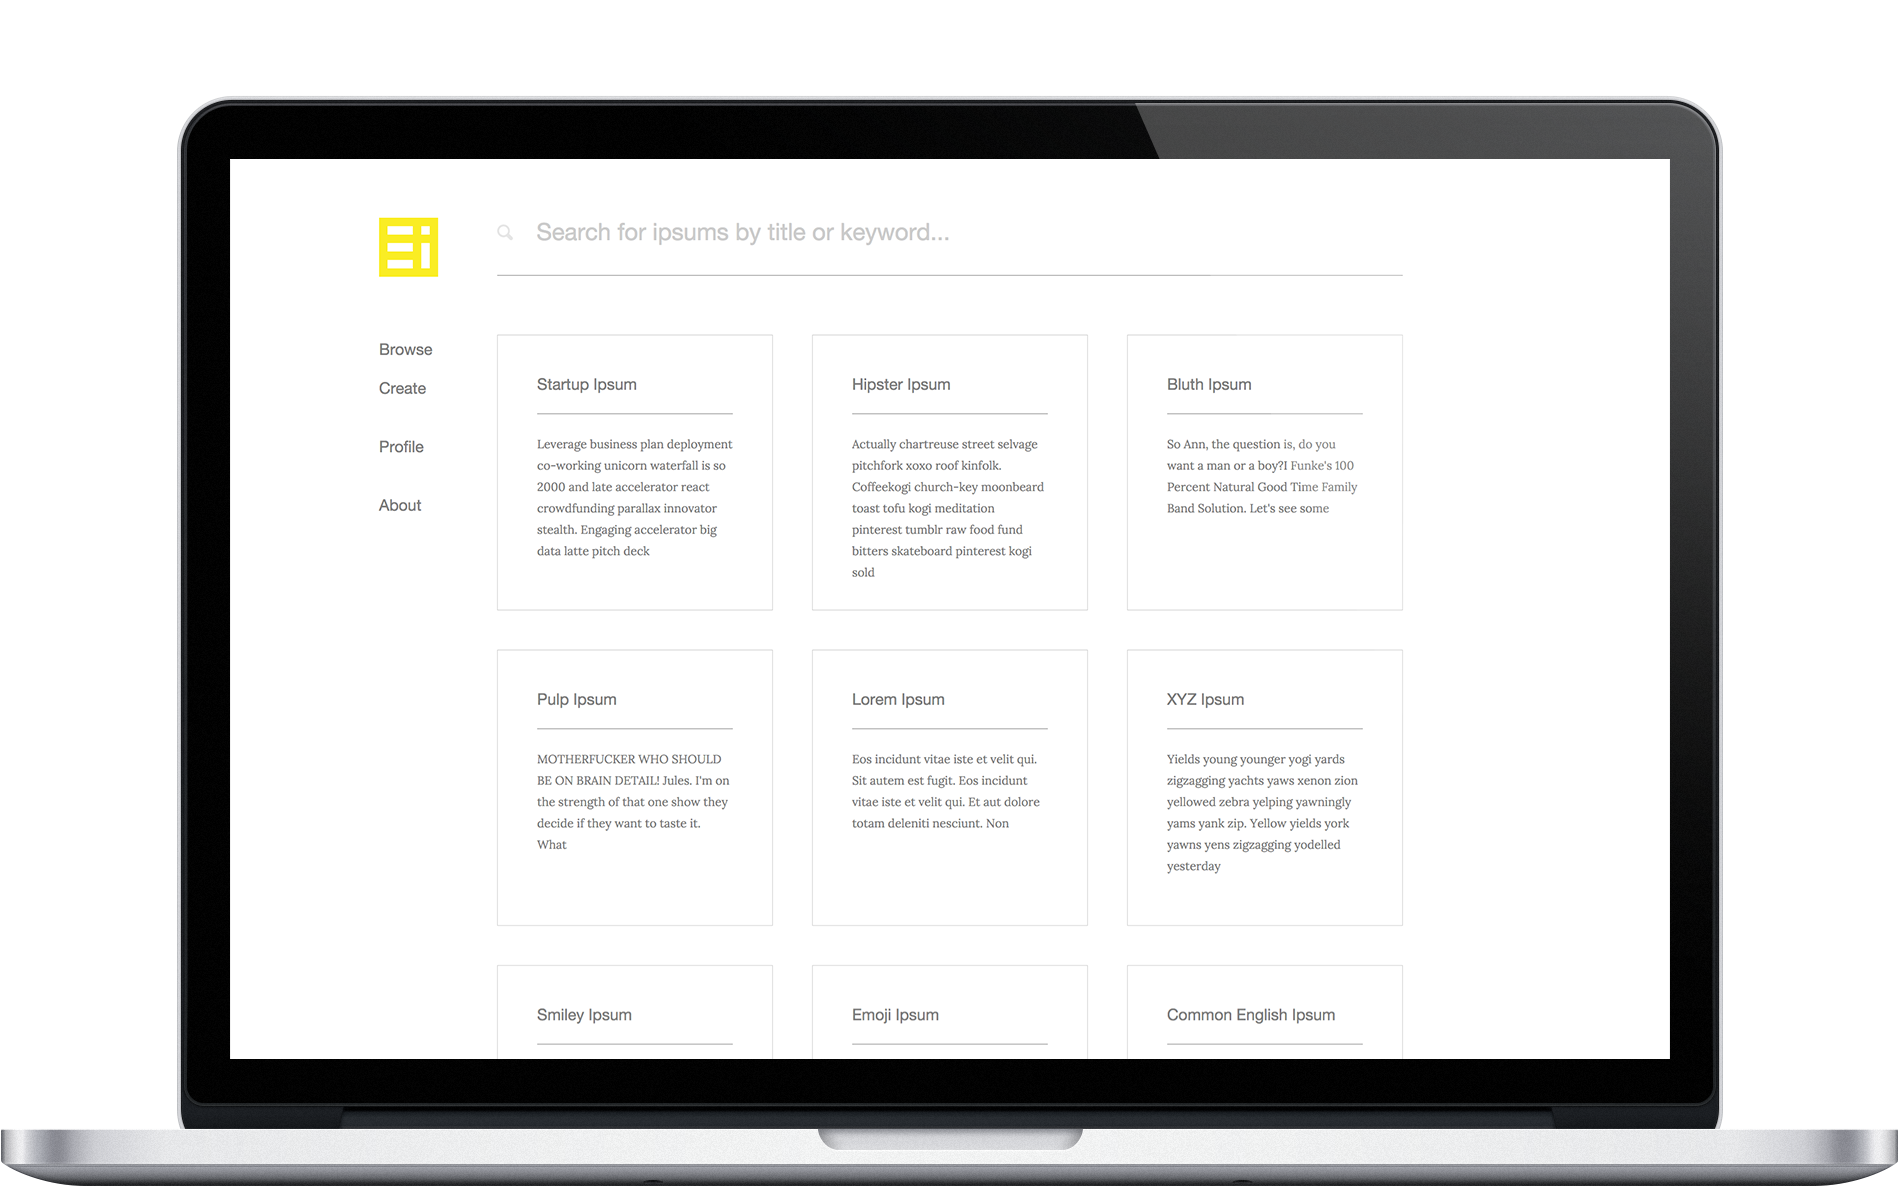 Search for ipsums by title or keyword...
Browse
Create
Profile
About
Startup Ipsum
Leverage business plan deployment
co-working unicorn waterfall is so
2000 and late accelerator react
crowdfunding parallax innovator
stealth. Engaging accelerator big
data latte pitch deck
Hipster Ipsum
Actually chartreuse street selvage
pitchfork xoxo roof kinfolk.
Coffeekogi church-key moonbeard
toast tofu kogi meditation
pinterest tumblr raw food fund
bitters skateboard pinterest kogi
sold
Bluth Ipsum
So Ann, the question is, do you
want a man or a boy?I Funke's 100
Percent Natural Good Time Family
Band Solution. Let's see some
Pulp Ipsum
MOTHERFUCKER WHO SHOULD
BE ON BRAIN DETAIL! Jules. I'm on
the strength of that one show they
decide if they want to taste it.
What
Lorem Ipsum
Eos incidunt vitae iste et velit qui.
Sit autem est fugit. Eos incidunt
vitae iste et velit qui. Et aut dolore
totam deleniti nesciunt. Non
XYZ Ipsum
Yields young younger yogi yards
zigzagging yachts yaws xenon zion
yellowed zebra yelping yawningly
yams yank zip. Yellow yields york
yawns yens zigzagging yodelled
yesterday
Smiley Ipsum
Emoji Ipsum
Common English Ipsum